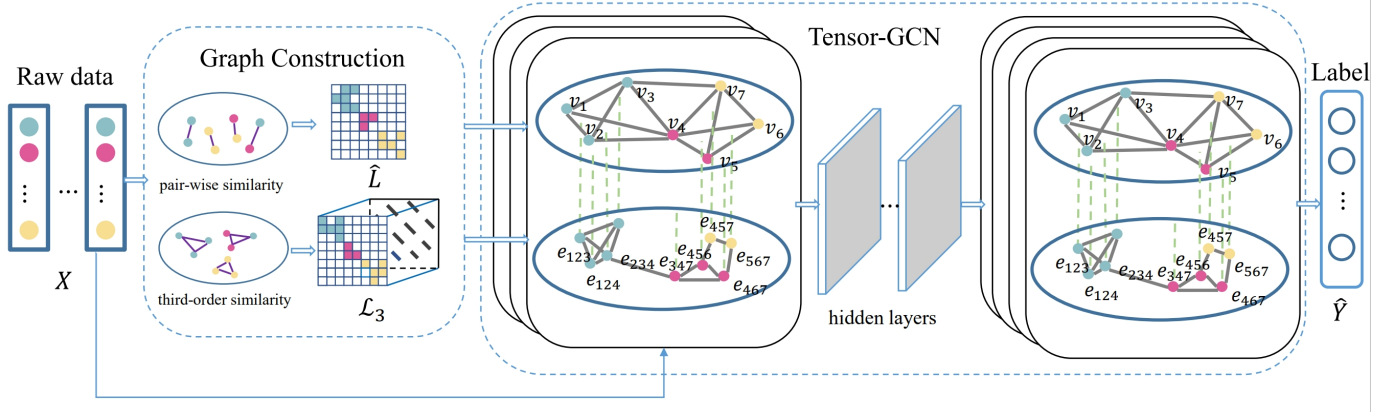 Raw data
...
⋮
⋮
X
Graph Construction
pair-wise similarity
L̂
third-order similarity
ℒ₃
Tensor-GCN
v₁
v₂
v₃
v₄
v₅
v₆
v₇
e₁₂₃
e₁₂₄
e₂₃₄
e₃₄₇
e₄₅₆
e₄₅₇
e₅₆₇
e₄₆₇
...
hidden layers
v₁
v₂
v₃
v₄
v₅
v₆
v₇
e₁₂₃
e₁₂₄
e₂₃₄
e₃₄₇
e₄₅₆
e₄₅₇
e₅₆₇
e₄₆₇
Label
⋮
Ŷ